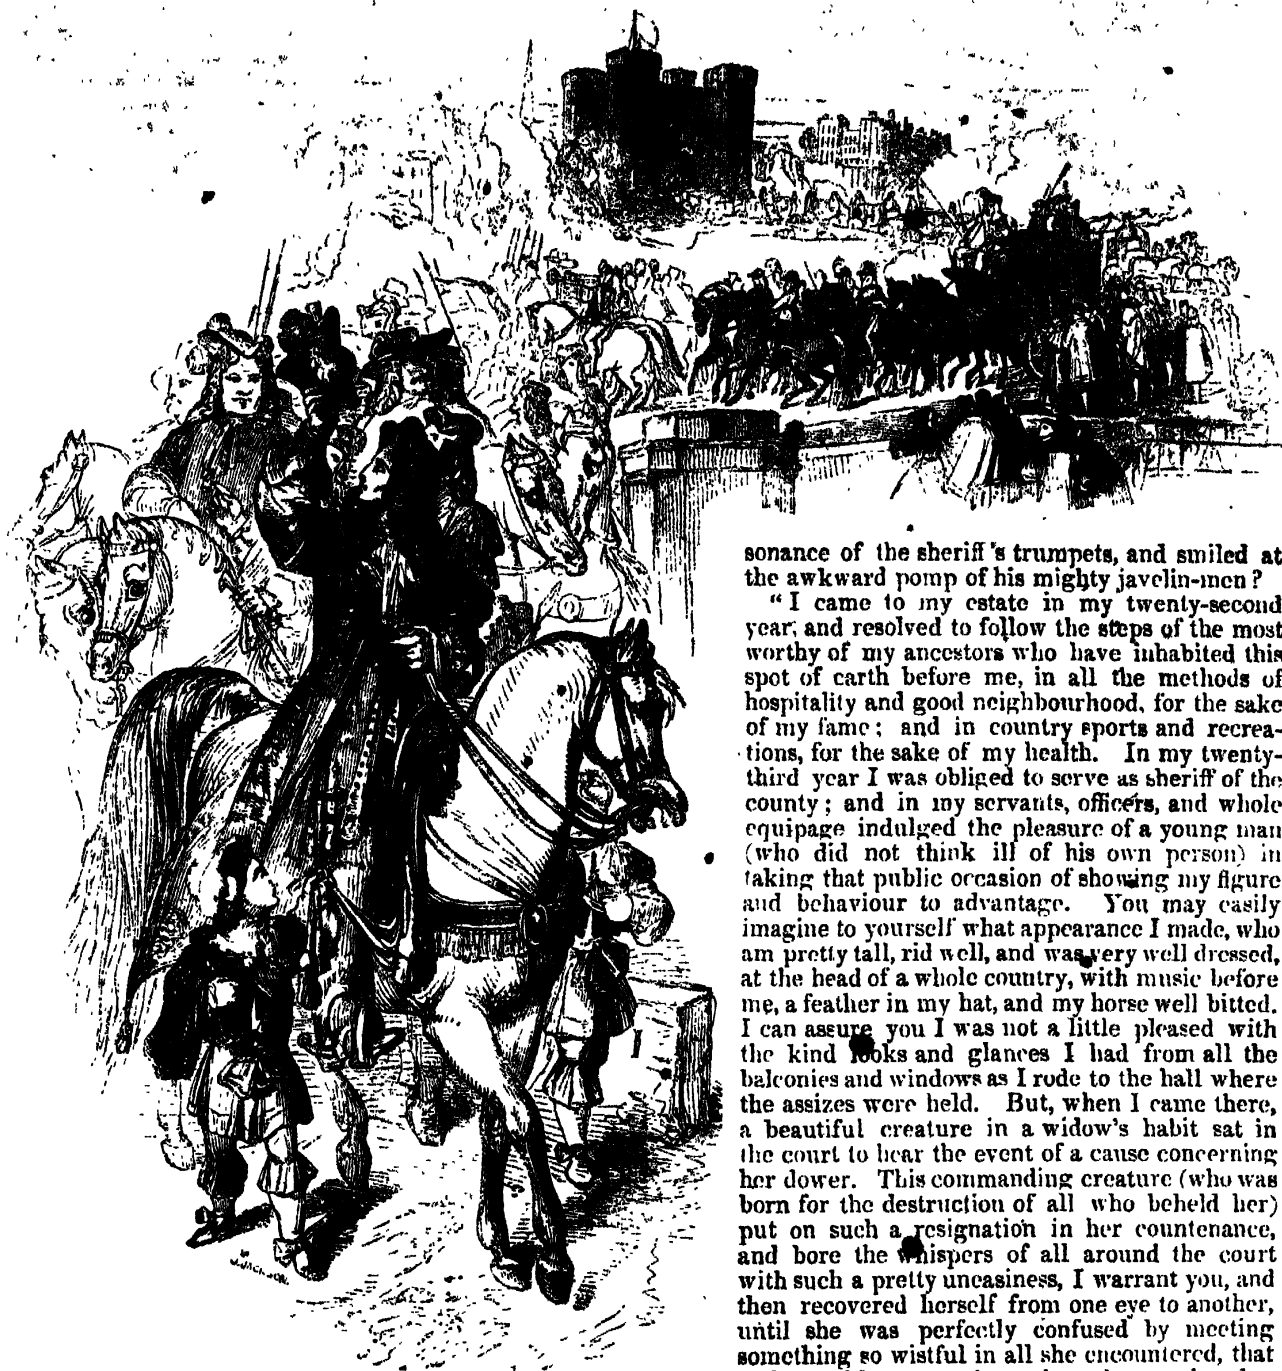 sonance of the sheriff's trumpets, and smiled at
the awkward pomp of his mighty javelin-men?
"I came to my estate in my twenty-second
year, and resolved to follow the steps of the most
worthy of my ancestors who have inhabited this
spot of earth before me, in all the methods of
hospitality and good neighbourhood, for the sake
of my fame; and in country sports and recrea-
tions, for the sake of my health. In my twenty-
third year I was obliged to serve as sheriff of the
county; and in my servants, officers, and whole
equipage indulged the pleasure of a young man
(who did not think ill of his own person) in
taking that public occasion of showing my figure
and behaviour to advantage. You may easily
imagine to yourself what appearance I made, who
am pretty tall, rid well, and was very well dressed,
at the head of a whole country, with music before
me, a feather in my hat, and my horse well bitted.
I can assure you I was not a little pleased with
the kind looks and glances I had from all the
balconies and windows as I rode to the hall where
the assizes were held. But, when I came there,
a beautiful creature in a widow's habit sat in
the court to hear the event of a cause concerning
her dower. This commanding creature (who was
born for the destruction of all who beheld her)
put on such a resignation in her countenance,
and bore the whispers of all around the court
with such a pretty uneasiness, I warrant you, and
then recovered herself from one eye to another,
until she was perfectly confused by meeting
something so wistful in all she encountered, that
J. JACKSON.